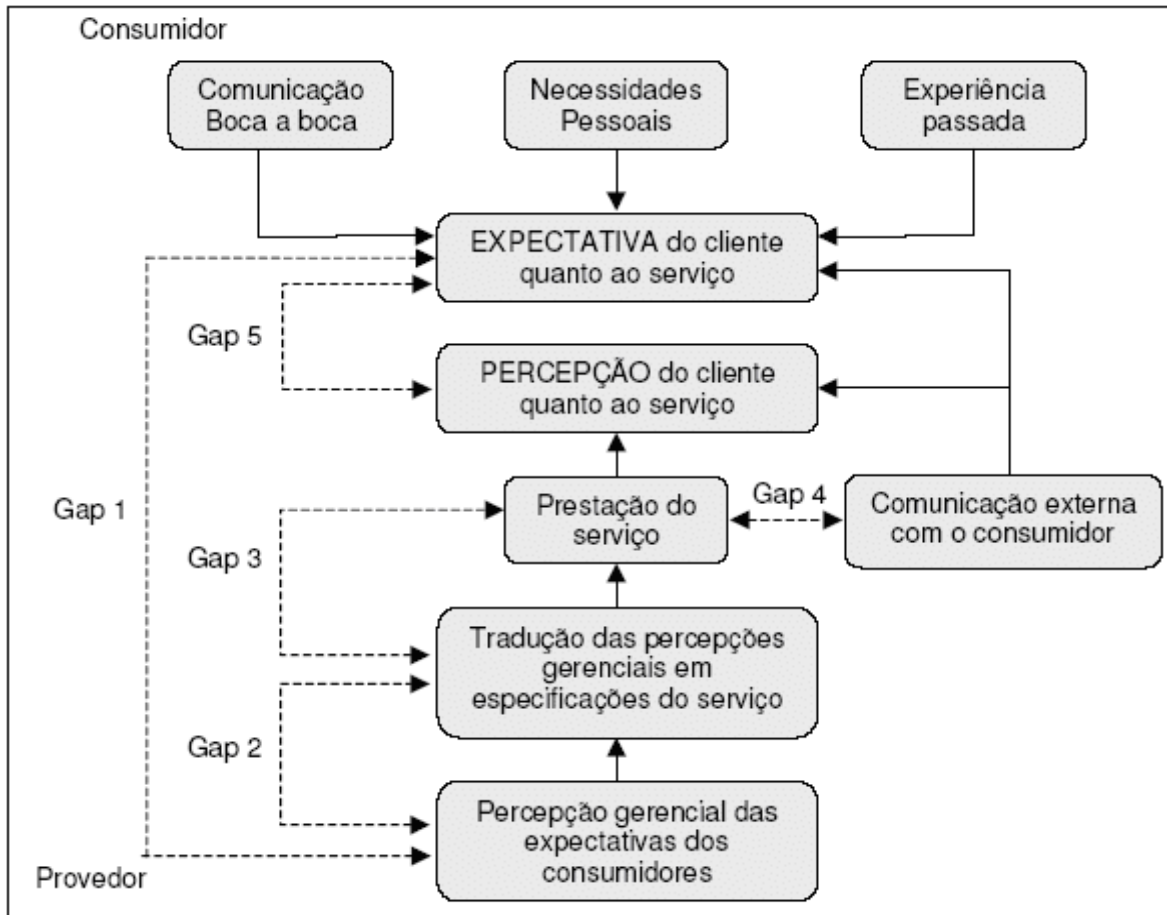 Consumidor
Comunicação
Boca a boca
Necessidades
Pessoais
Experiência
passada
EXPECTATIVA do cliente
quanto ao serviço
Gap 5
PERCEPÇÃO do cliente
quanto ao serviço
Gap 1
Prestação do
serviço
Gap 4
Comunicação externa
com o consumidor
Gap 3
Tradução das percepções
gerenciais em
especificações do serviço
Gap 2
Percepção gerencial das
expectativas dos
consumidores
Provedor